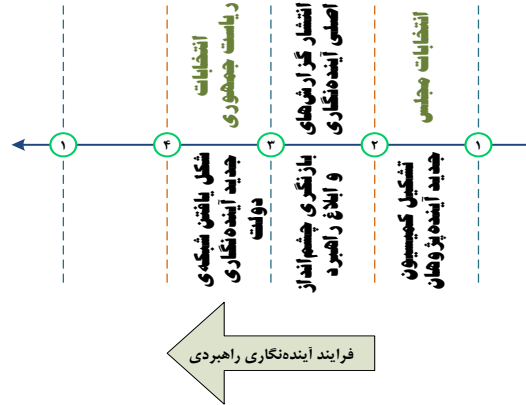 انتخابات مجلس
انتشار گزارش‌های
اصلی آینده‌نگاری
انتخابات
ریاست جمهوری
۱
۲
۳
۴
۱
تشکیل کمیسیون
جدید آینده‌پژوهان
بازنگری چشم‌انداز
و ابلاغ راهبرد
شکل یافتن شبکه‌ی
جدید آینده‌نگاری
دولت
فرایند آینده‌نگاری راهبردی